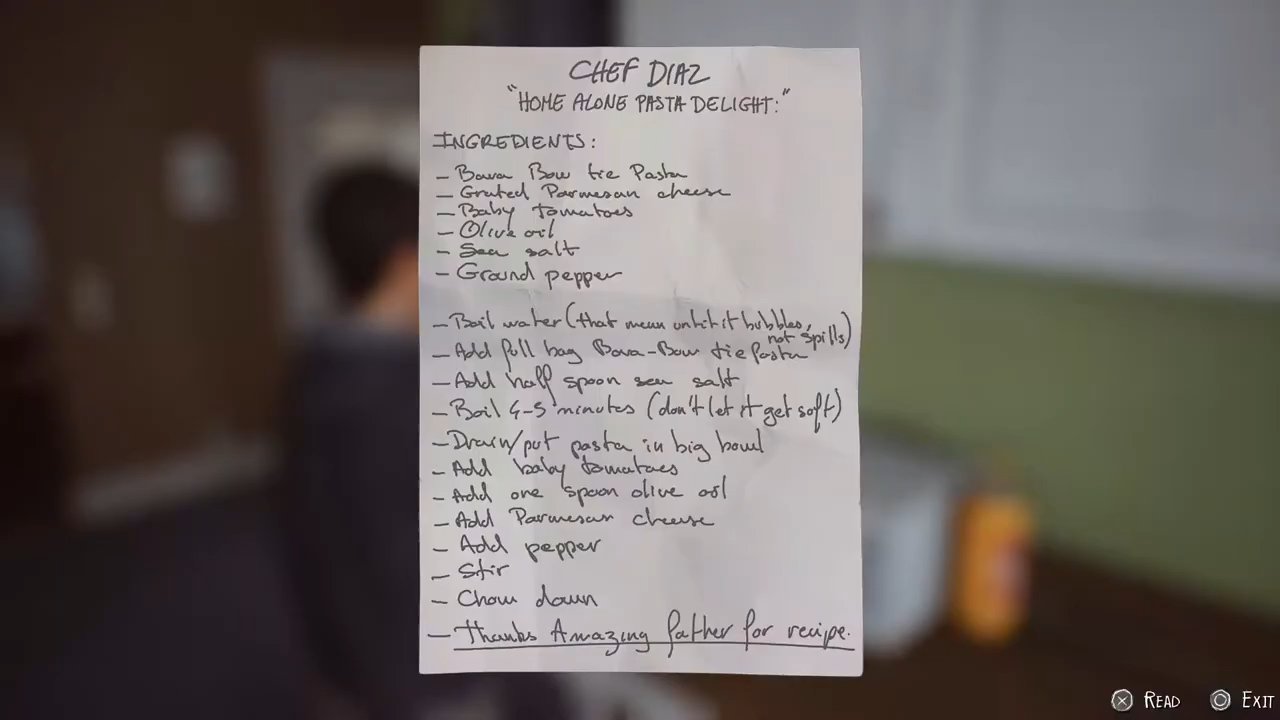 CHEF DIAZ
"HOME ALONE PASTA DELIGHT:"
INGREDIENTS:
- Bava Bow tie Pasta
- Grated Parmesan cheese
- Baby tomatoes
- Olive oil
- Sea salt
- Ground pepper
- Boil water (that mean until it bubbles, not spills)
- Add full bag Bava-Bow tie Pasta
- Add half spoon sea salt
- Boil 4-5 minutes (don't let it get soft)
- Drain/put pasta in big bowl
- Add baby tomatoes
- Add one spoon olive oil
- Add Parmesan cheese
- Add pepper
- Stir
- Chow down
- Thanks Amazing father for recipe.
READ EXIT